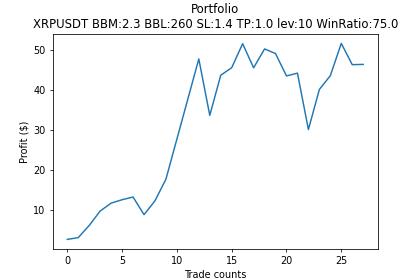 Portfolio
XRPUSDT BBM:2.3 BBL:260 SL:1.4 TP:1.0 lev:10 WinRatio:75.0
50
40
30
20
10
Profit ($)
0 5 10 15 20 25
Trade counts